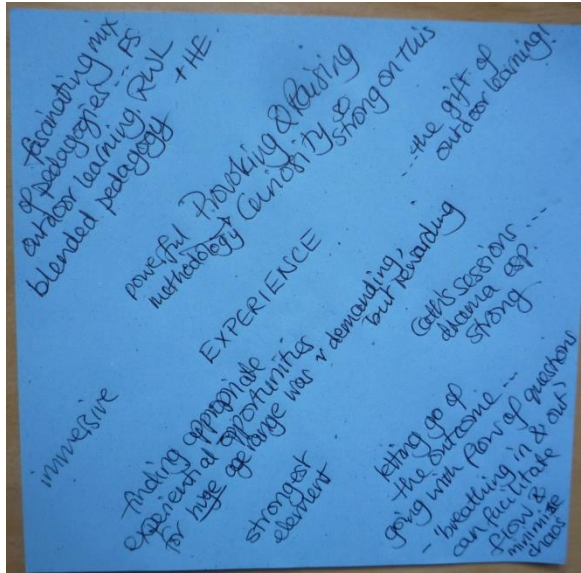 fascinating mix
of pedagogies -- FS
outdoor learning RWL
blended pedagogy + HE
powerful Provoking & Raising
methodology Curiosity so
strong on this
... the gift of
outdoor learning!
EXPERIENCE
immersive
finding appropriate
experiential opportunities
for huge age range was v demanding,
but rewarding
strongest
element
Cath's sessions ---
drama esp.
strong
letting go of
the outcome ---
going with flow of questions
- 'breathing in & out'
can facilitate
flow &
minimise
chaos